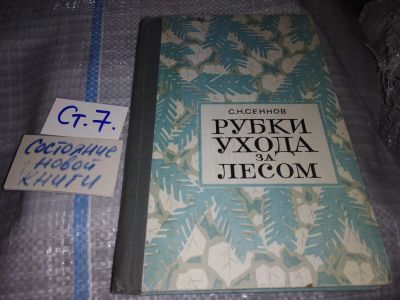 Ст. 7.
Состояние
новой
книги
С.Н.СЕННОВ
РУБКИ
УХОДА
ЗА
ЛЕСОМ